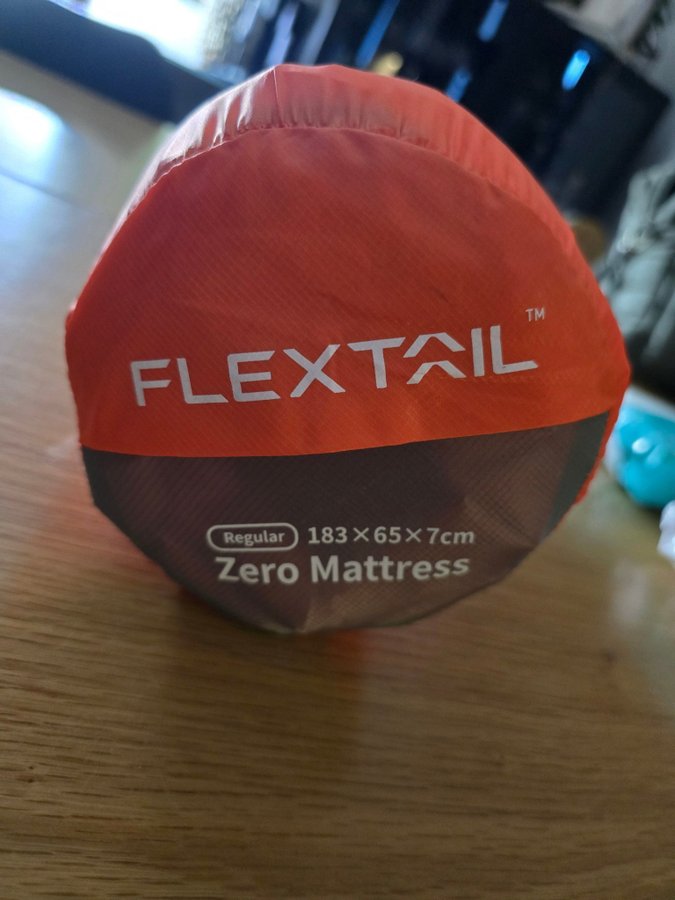 FLEXTAIL™
Regular 183×65×7cm
Zero Mattress